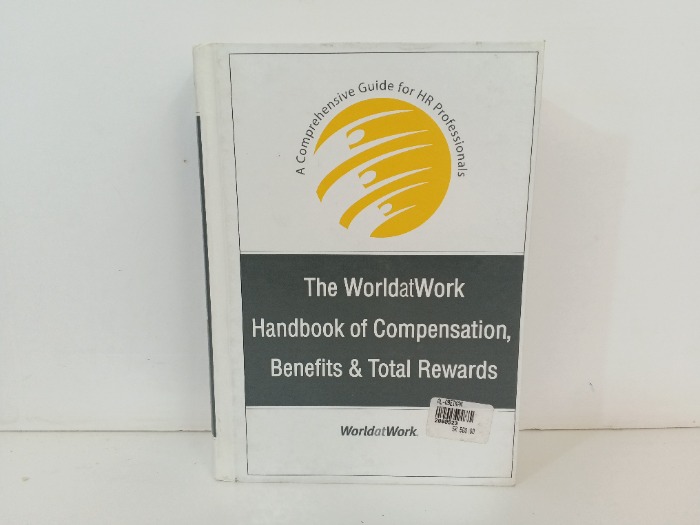 A Comprehensive Guide for HR Professionals
The WorldatWork
Handbook of Compensation,
Benefits & Total Rewards
WorldatWork.